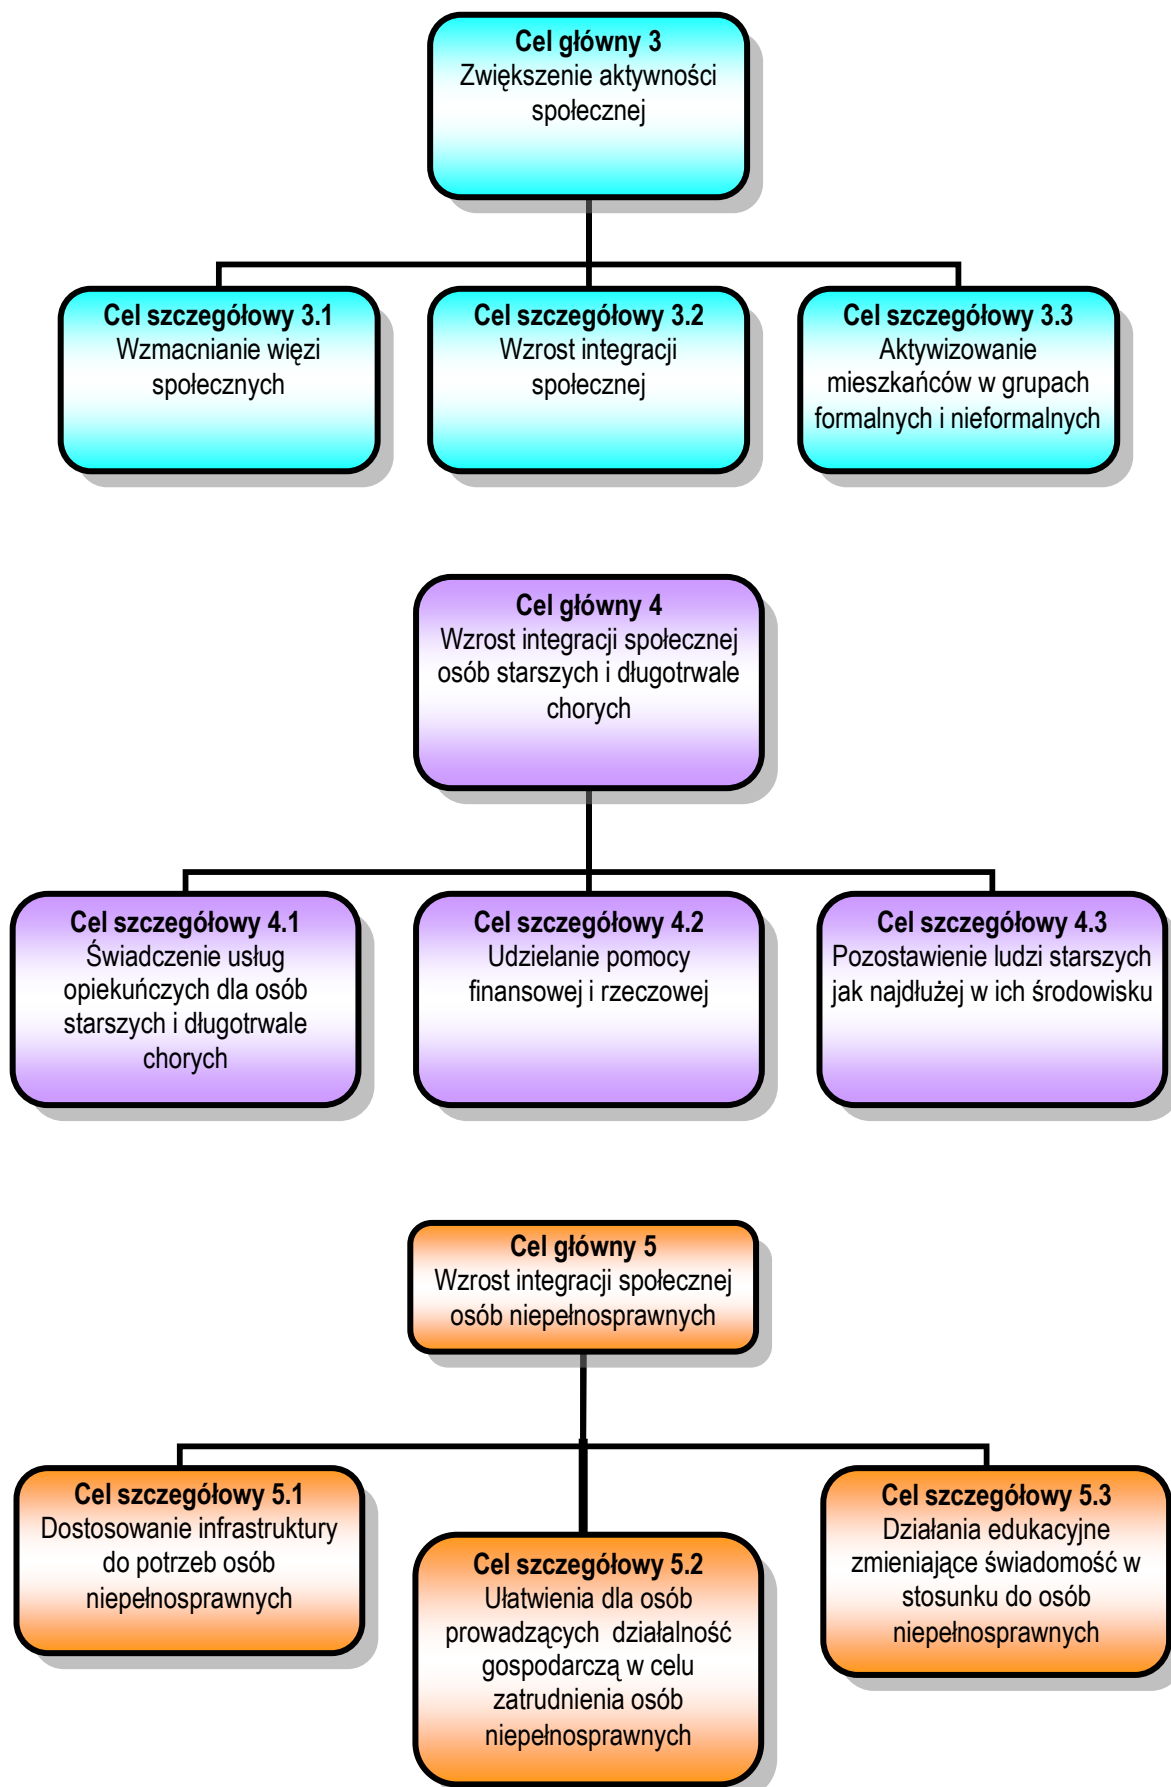 Cel główny 3
Zwiększenie aktywności
społecznej
Cel szczegółowy 3.1
Wzmacnianie więzi
społecznych
Cel szczegółowy 3.2
Wzrost integracji
społecznej
Cel szczegółowy 3.3
Aktywizowanie
mieszkańców w grupach
formalnych i nieformalnych
Cel główny 4
Wzrost integracji społecznej
osób starszych i długotrwale
chorych
Cel szczegółowy 4.1
Świadczenie usług
opiekuńczych dla osób
starszych i długotrwale
chorych
Cel szczegółowy 4.2
Udzielanie pomocy
finansowej i rzeczowej
Cel szczegółowy 4.3
Pozostawienie ludzi starszych
jak najdłużej w ich środowisku
Cel główny 5
Wzrost integracji społecznej
osób niepełnosprawnych
Cel szczegółowy 5.1
Dostosowanie infrastruktury
do potrzeb osób
niepełnosprawnych
Cel szczegółowy 5.2
Ułatwienia dla osób
prowadzących  działalność
gospodarczą w celu
zatrudnienia osób
niepełnosprawnych
Cel szczegółowy 5.3
Działania edukacyjne
zmieniające świadomość w
stosunku do osób
niepełnosprawnych